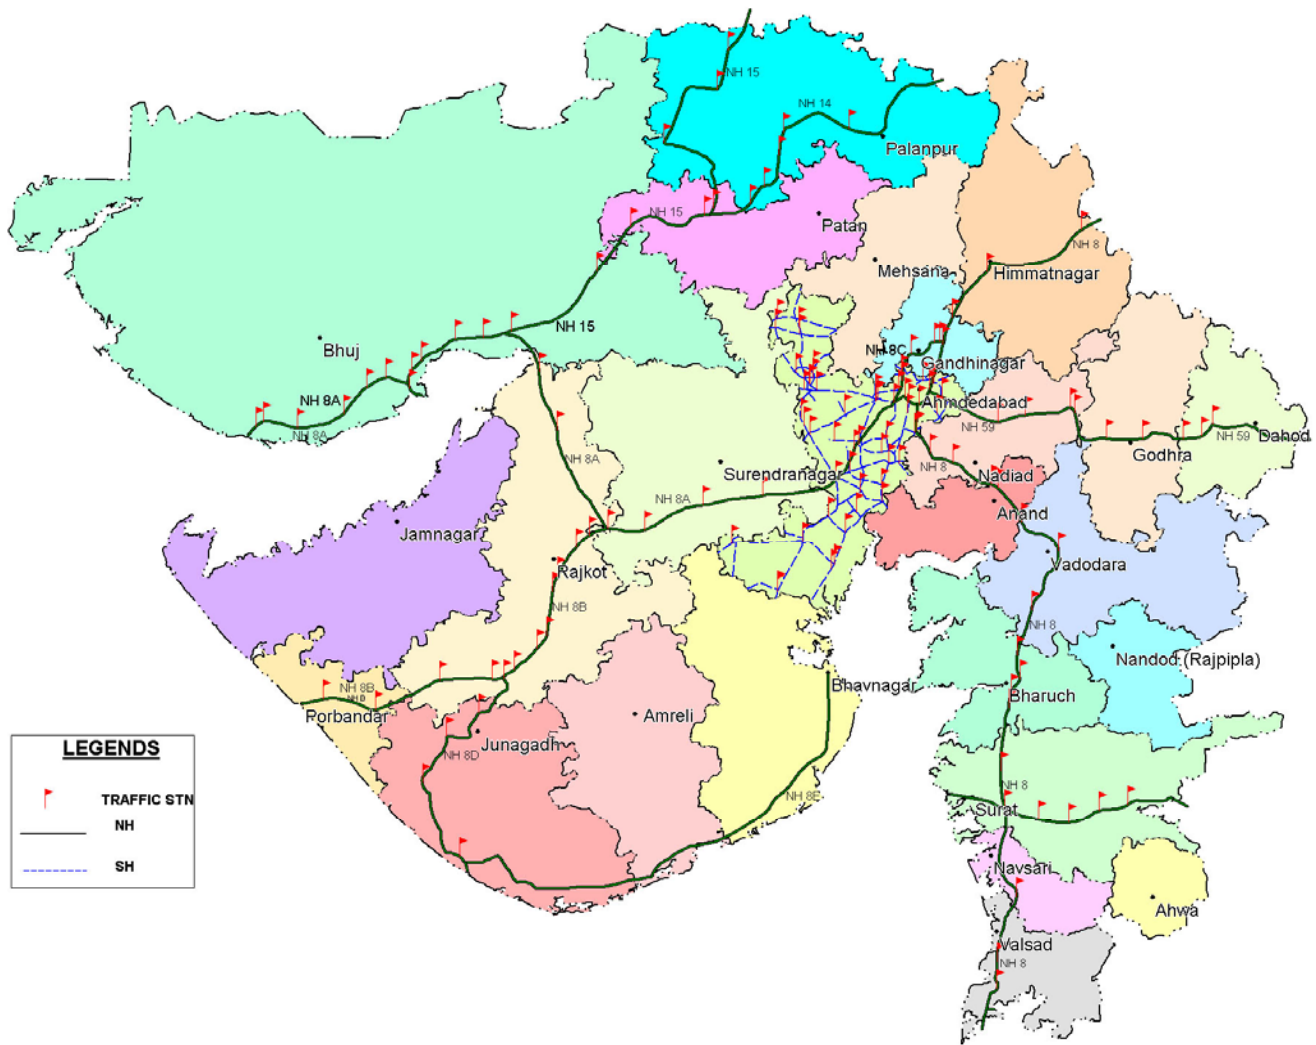 NH 15
NH 14
Palanpur
NH 15
Patan
NH 8
Mehsana
Himmatnagar
NH 15
Bhuj
NH 8C
Gandhinagar
NH 8A
Ahmdedabad
NH 8A
NH 59
NH 59
Dahod
NH 8A
NH 8
Godhra
Surendranagar
Nadiad
NH 8A
Anand
Jamnagar
Rajkot
Vadodara
NH 8B
NH 8
Nandod (Rajpipla)
NH 8B
Bhavnagar
Bharuch
Porbandar
Amreli
Junagadh
NH 8D
NH 8E
NH 8
Surat
Navsari
Ahwa
Valsad
NH 8
LEGENDS
TRAFFIC STN
NH
SH